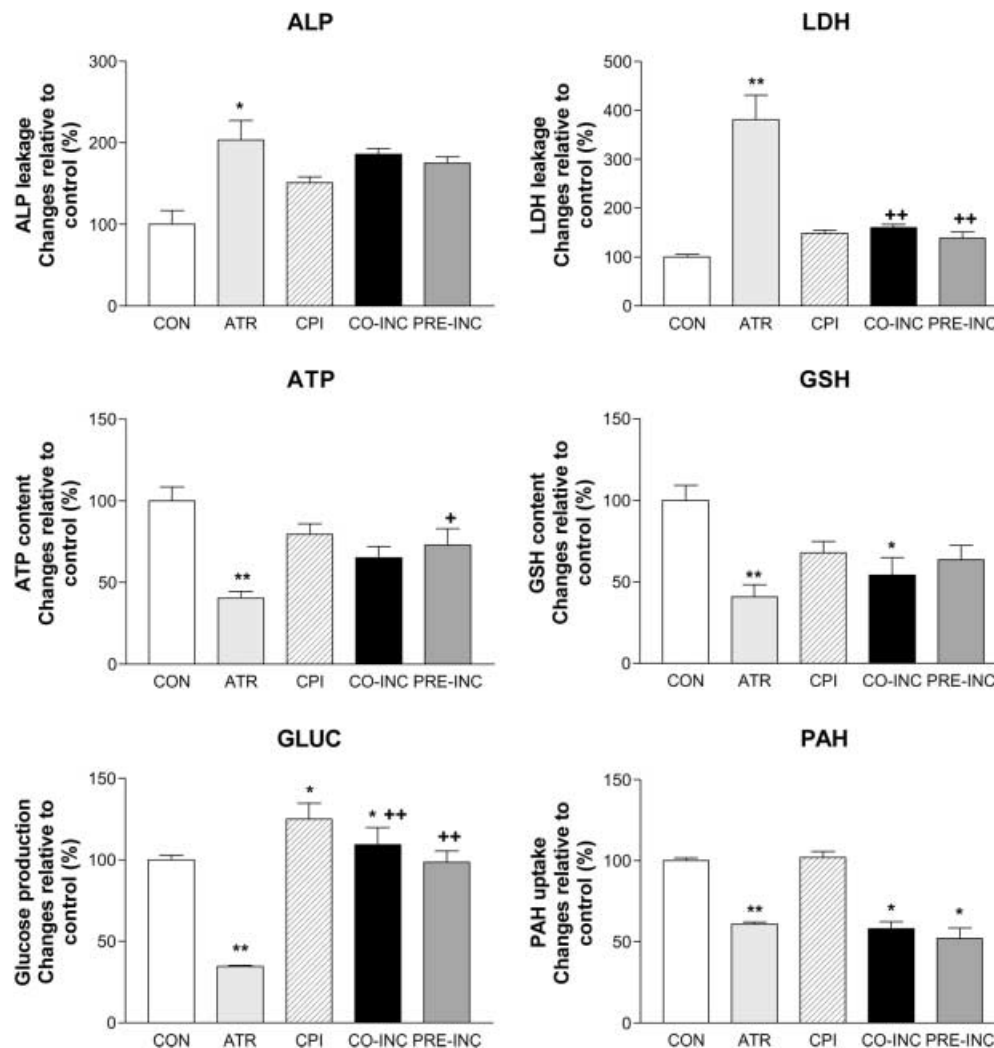 ALP
ALP leakage
Changes relative to
control (%)
300
200
100
0
*
CON ATR CPI CO-INC PRE-INC
LDH
LDH leakage
Changes relative to
control (%)
500
400
300
200
100
0
**
++
++
CON ATR CPI CO-INC PRE-INC
ATP
ATP content
Changes relative to
control (%)
150
100
50
0
**
+
CON ATR CPI CO-INC PRE-INC
GSH
GSH content
Changes relative to
control (%)
150
100
50
0
**
*
CON ATR CPI CO-INC PRE-INC
GLUC
Glucose production
Changes relative to
control (%)
150
100
50
0
**
*
* ++
++
CON ATR CPI CO-INC PRE-INC
PAH
PAH uptake
Changes relative to
control (%)
150
100
50
0
**
*
*
CON ATR CPI CO-INC PRE-INC